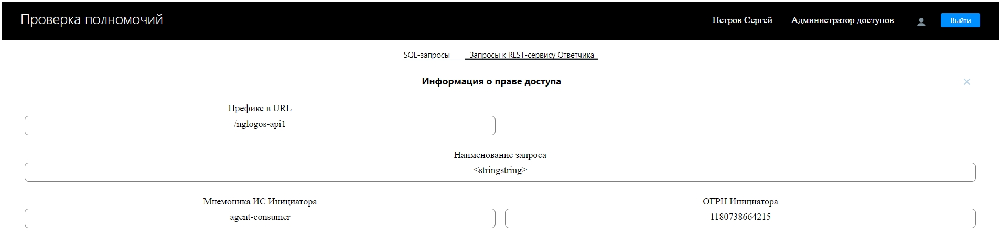 Проверка полномочий
Петров Сергей Администратор доступов Выйти
SQL-запросы Запросы к REST-сервису Ответчика
Информация о праве доступа
Префикс в URL
/nglogos-api1
Наименование запроса
<stringstring>
Мнемоника ИС Инициатора ОГРН Инициатора
agent-consumer 1180738664215